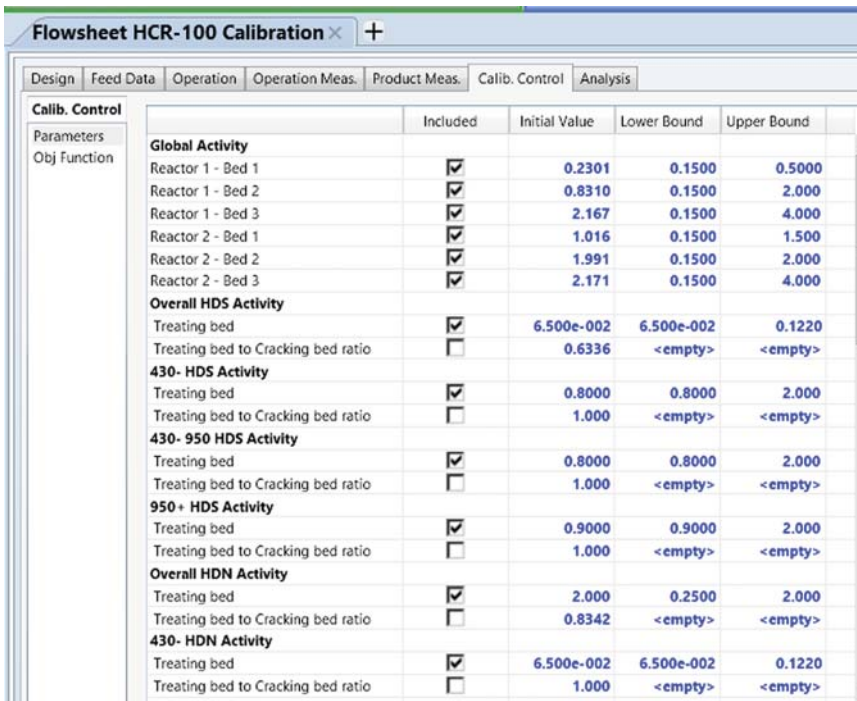 Flowsheet HCR-100 Calibration × +
Design Feed Data Operation Operation Meas. Product Meas. Calib. Control Analysis
Calib. Control
Parameters
Obj Function
Included Initial Value Lower Bound Upper Bound
Global Activity
Reactor 1 - Bed 1 0.2301 0.1500 0.5000
Reactor 1 - Bed 2 0.8310 0.1500 2.000
Reactor 1 - Bed 3 2.167 0.1500 4.000
Reactor 2 - Bed 1 1.016 0.1500 1.500
Reactor 2 - Bed 2 1.991 0.1500 2.000
Reactor 2 - Bed 3 2.171 0.1500 4.000
Overall HDS Activity
Treating bed 6.500e-002 6.500e-002 0.1220
Treating bed to Cracking bed ratio 0.6336 <empty> <empty>
430- HDS Activity
Treating bed 0.8000 0.8000 2.000
Treating bed to Cracking bed ratio 1.000 <empty> <empty>
430- 950 HDS Activity
Treating bed 0.8000 0.8000 2.000
Treating bed to Cracking bed ratio 1.000 <empty> <empty>
950+ HDS Activity
Treating bed 0.9000 0.9000 2.000
Treating bed to Cracking bed ratio 1.000 <empty> <empty>
Overall HDN Activity
Treating bed 2.000 0.2500 2.000
Treating bed to Cracking bed ratio 0.8342 <empty> <empty>
430- HDN Activity
Treating bed 6.500e-002 6.500e-002 0.1220
Treating bed to Cracking bed ratio 1.000 <empty> <empty>